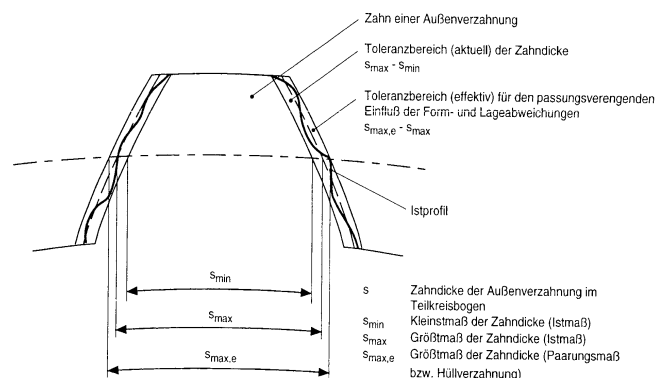 Zahn einer Außenverzahnung
Toleranzbereich (aktuell) der Zahndicke
smax - smin
Toleranzbereich (effektiv) für den passungsverengenden
Einfluß der Form- und Lageabweichungen
smax,e - smax
Istprofil
smin
smax
smax,e
s Zahndicke der Außenverzahnung im
Teilkreisbogen
smin Kleinstmaß der Zahndicke (Istmaß)
smax Größtmaß der Zahndicke (Istmaß)
smax,e Größtmaß der Zahndicke (Paarungsmaß
bzw. Hüllverzahnung)